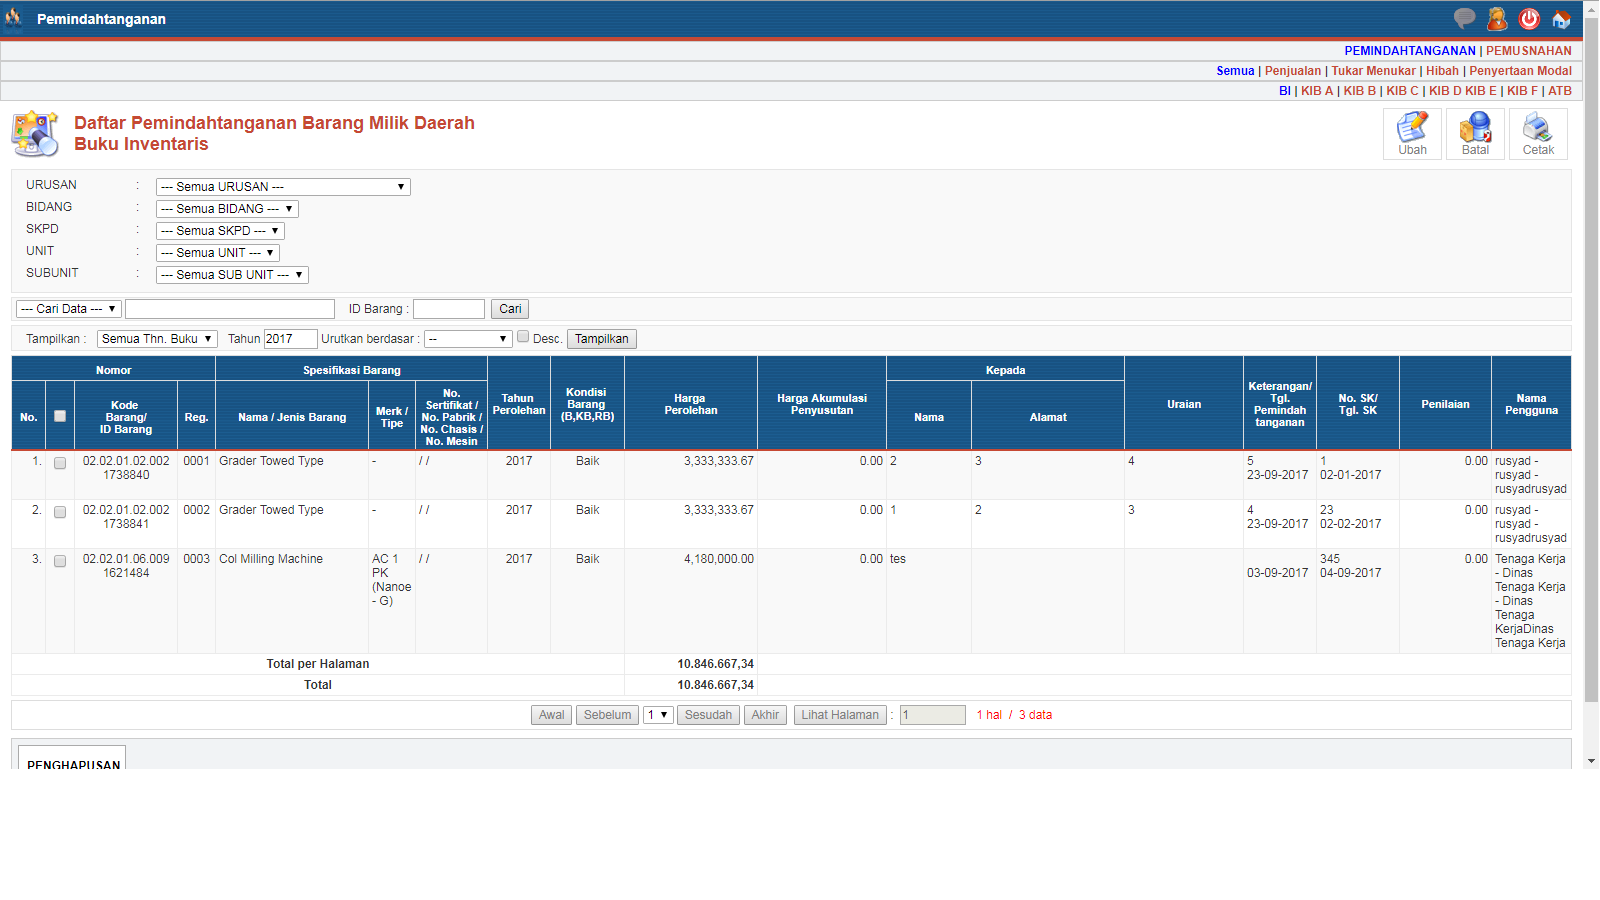 Pemindahtanganan
PEMINDAHTANGANAN | PEMUSNAHAN
Semua | Penjualan | Tukar Menukar | Hibah | Penyertaan Modal
BI | KIB A | KIB B | KIB C | KIB D KIB E | KIB F | ATB
Daftar Pemindahtanganan Barang Milik Daerah
Buku Inventaris
Ubah Batal Cetak
URUSAN : --- Semua URUSAN ---
BIDANG : --- Semua BIDANG ---
SKPD : --- Semua SKPD ---
UNIT : --- Semua UNIT ---
SUBUNIT : --- Semua SUB UNIT ---
--- Cari Data --- ID Barang : Cari
Tampilkan : Semua Thn. Buku Tahun 2017 Urutkan berdasar : -- Desc. Tampilkan
Nomor Spesifikasi Barang Kepada
No. Kode Barang/ ID Barang Reg. Nama / Jenis Barang Merk / Tipe No. Sertifikat / No. Pabrik / No. Chasis / No. Mesin Tahun Perolehan Kondisi Barang (B,KB,RB) Harga Perolehan Harga Akumulasi Penyusutan Nama Alamat Uraian Keterangan/ Tgl. Pemindah tanganan No. SK/ Tgl. SK Penilaian Nama Pengguna
1. 02.02.01.02.002 0001 Grader Towed Type - / / 2017 Baik 3,333,333.67 0.00 2 3 4 5 1 0.00 rusyad -
1738840 23-09-2017 02-01-2017 rusyad -
rusyadrusyad
2. 02.02.01.02.002 0002 Grader Towed Type - / / 2017 Baik 3,333,333.67 0.00 1 2 3 4 23 0.00 rusyad -
1738841 23-09-2017 02-02-2017 rusyad -
rusyadrusyad
3. 02.02.01.06.009 0003 Col Milling Machine AC 1 / / 2017 Baik 4,180,000.00 0.00 tes 345 0.00 Tenaga Kerja
1621484 PK 03-09-2017 04-09-2017 - Dinas
(Nanoe Tenaga Kerja
- G) - Dinas
Tenaga
KerjaDinas
Tenaga Kerja
Total per Halaman 10.846.667,34
Total 10.846.667,34
Awal Sebelum 1 Sesudah Akhir Lihat Halaman : 1 1 hal / 3 data
PENGHAPUSAN